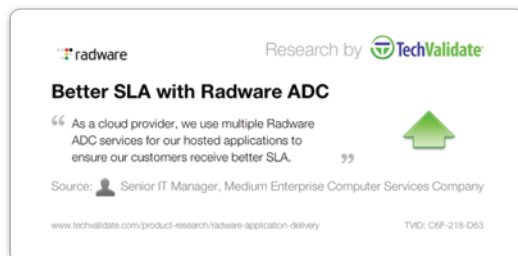 radware
Research by TechValidate
Better SLA with Radware ADC
“ As a cloud provider, we use multiple Radware
ADC services for our hosted applications to
ensure our customers receive better SLA. ”
Source: Senior IT Manager, Medium Enterprise Computer Services Company
www.techvalidate.com/product-research/radware-application-delivery
TVID: C6F-218-D63